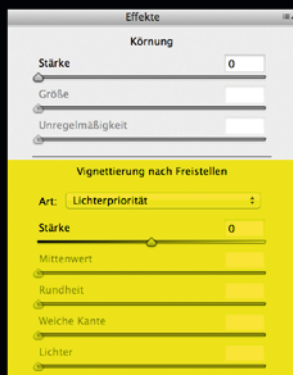 Effekte
Körnung
Stärke 0
Größe
Unregelmäßigkeit
Vignettierung nach Freistellen
Art: Lichterpriorität
Stärke 0
Mittenwert
Rundheit
Weiche Kante
Lichter